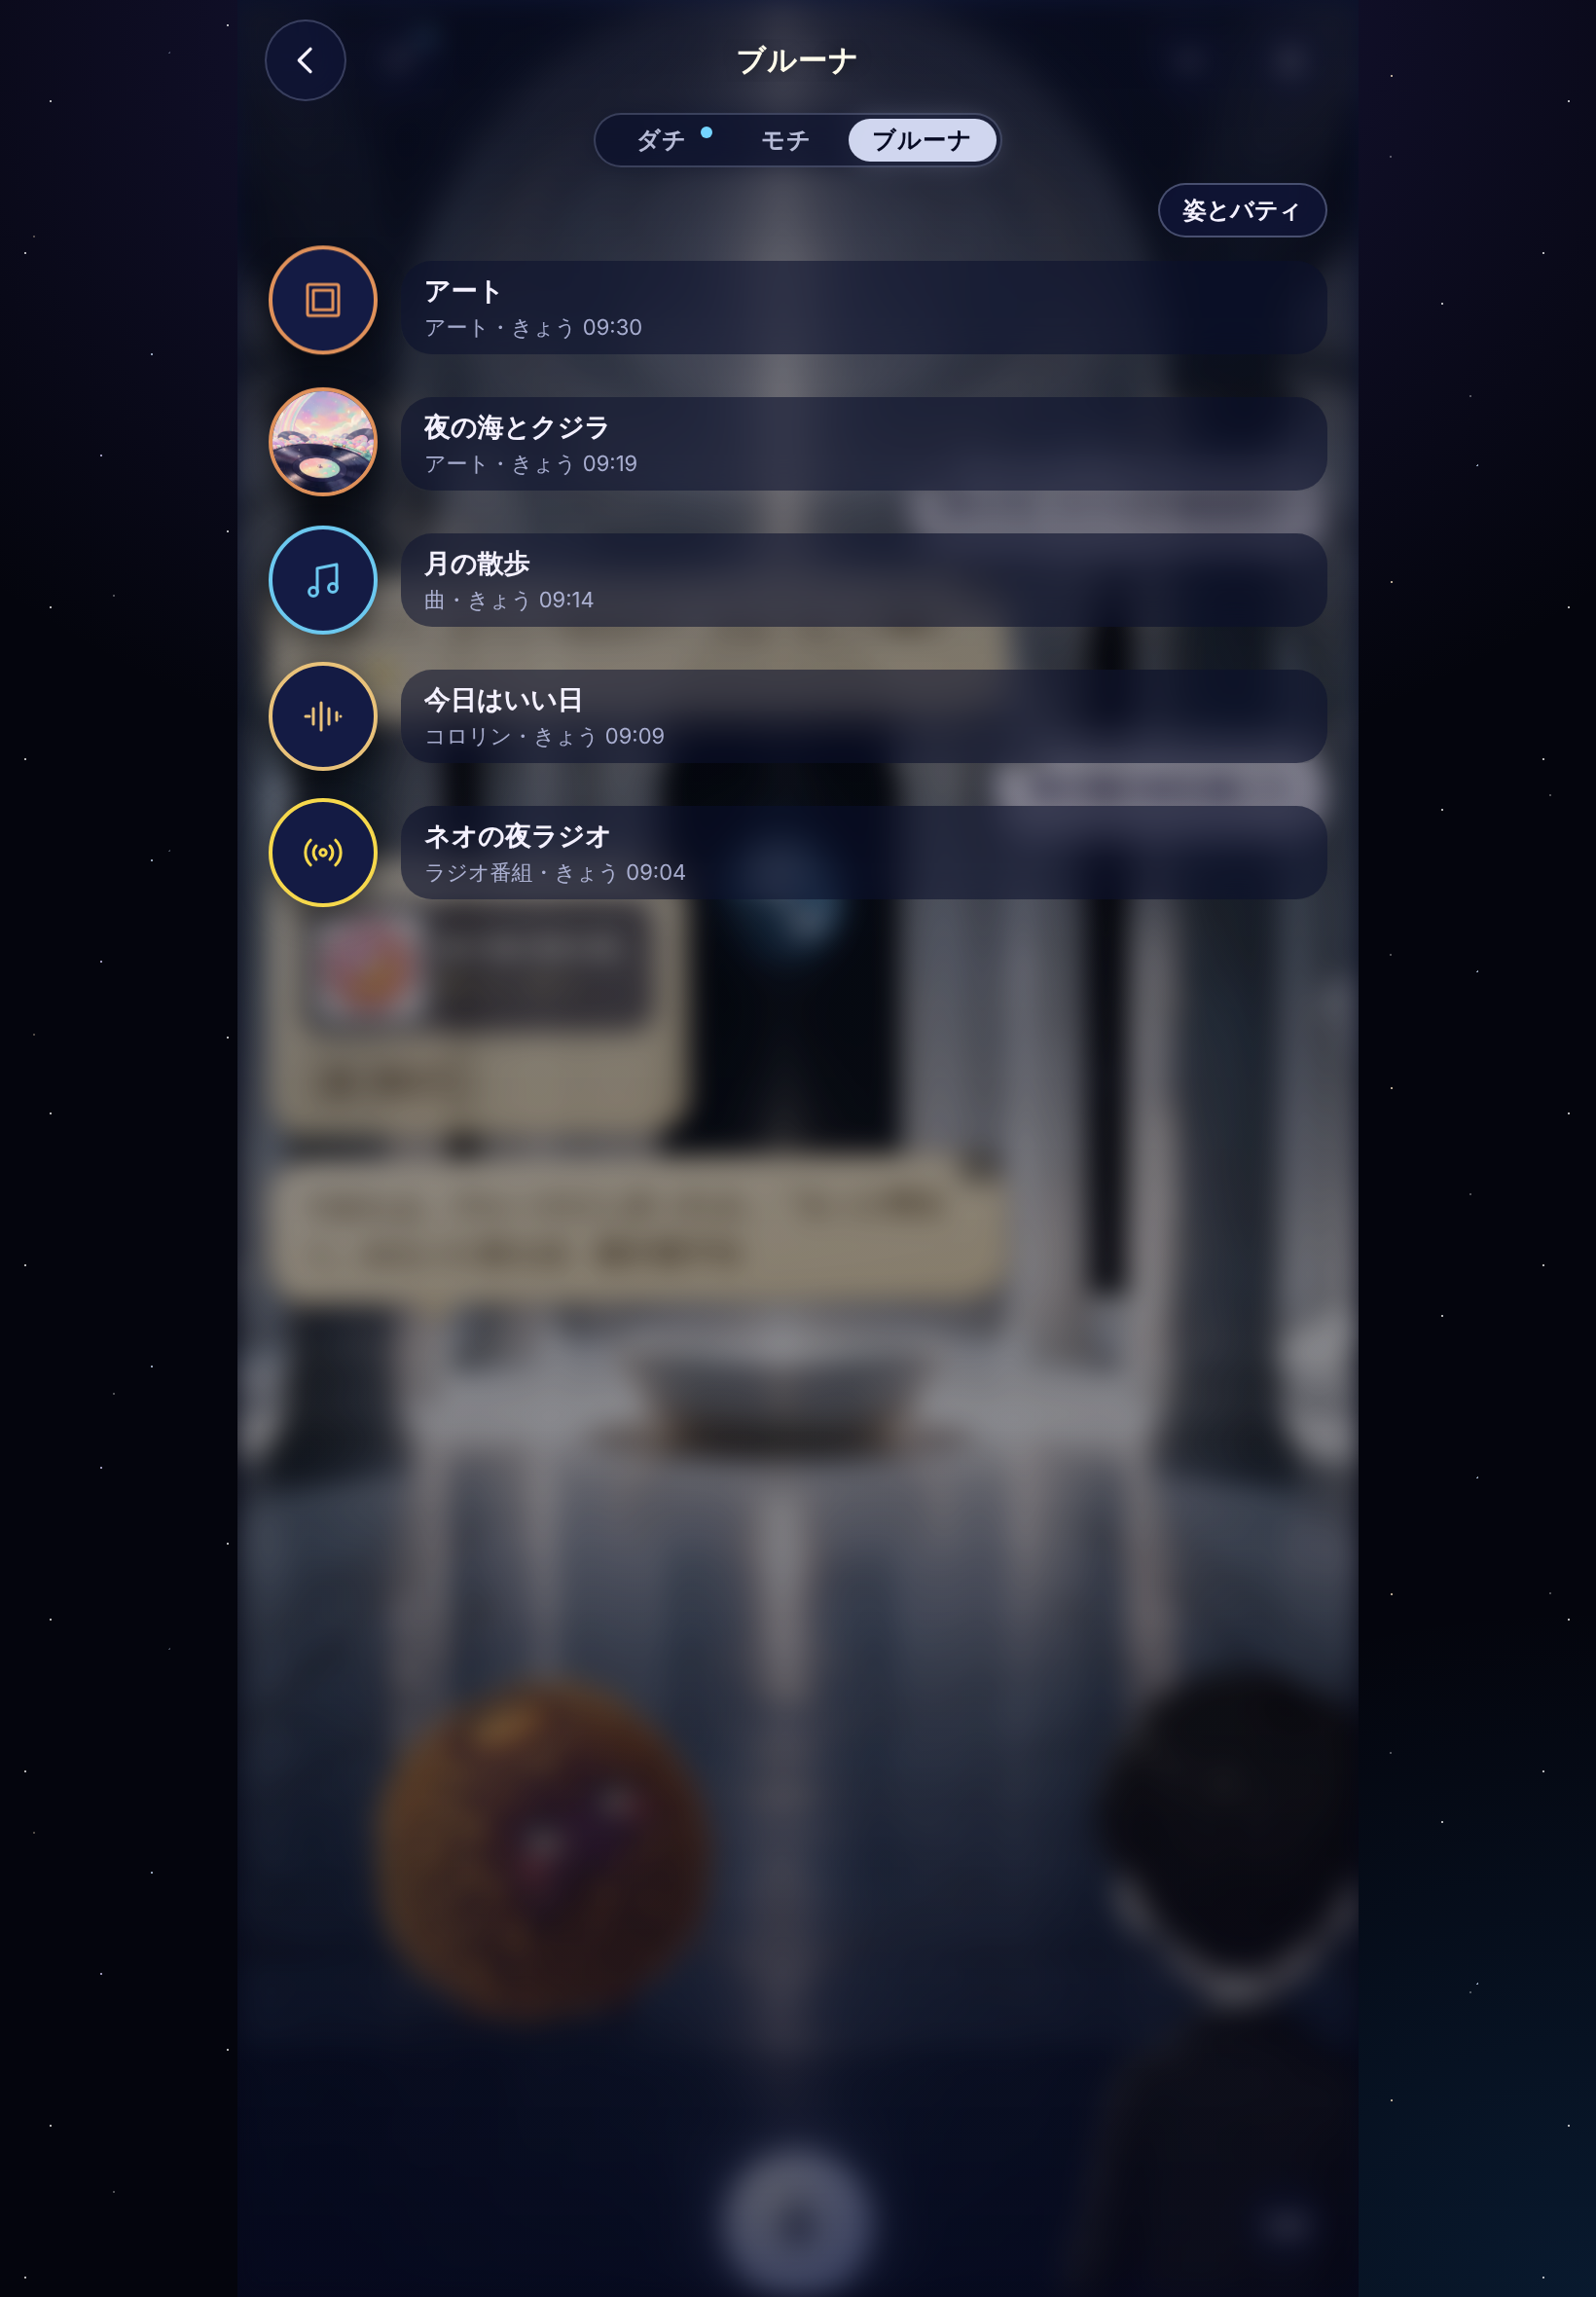 ブルーナ
ダチ モチ ブルーナ
姿とバティ
アート
アート・きょう 09:30
夜の海とクジラ
アート・きょう 09:19
月の散歩
曲・きょう 09:14
今日はいい日
コロリン・きょう 09:09
ネオの夜ラジオ
ラジオ番組・きょう 09:04